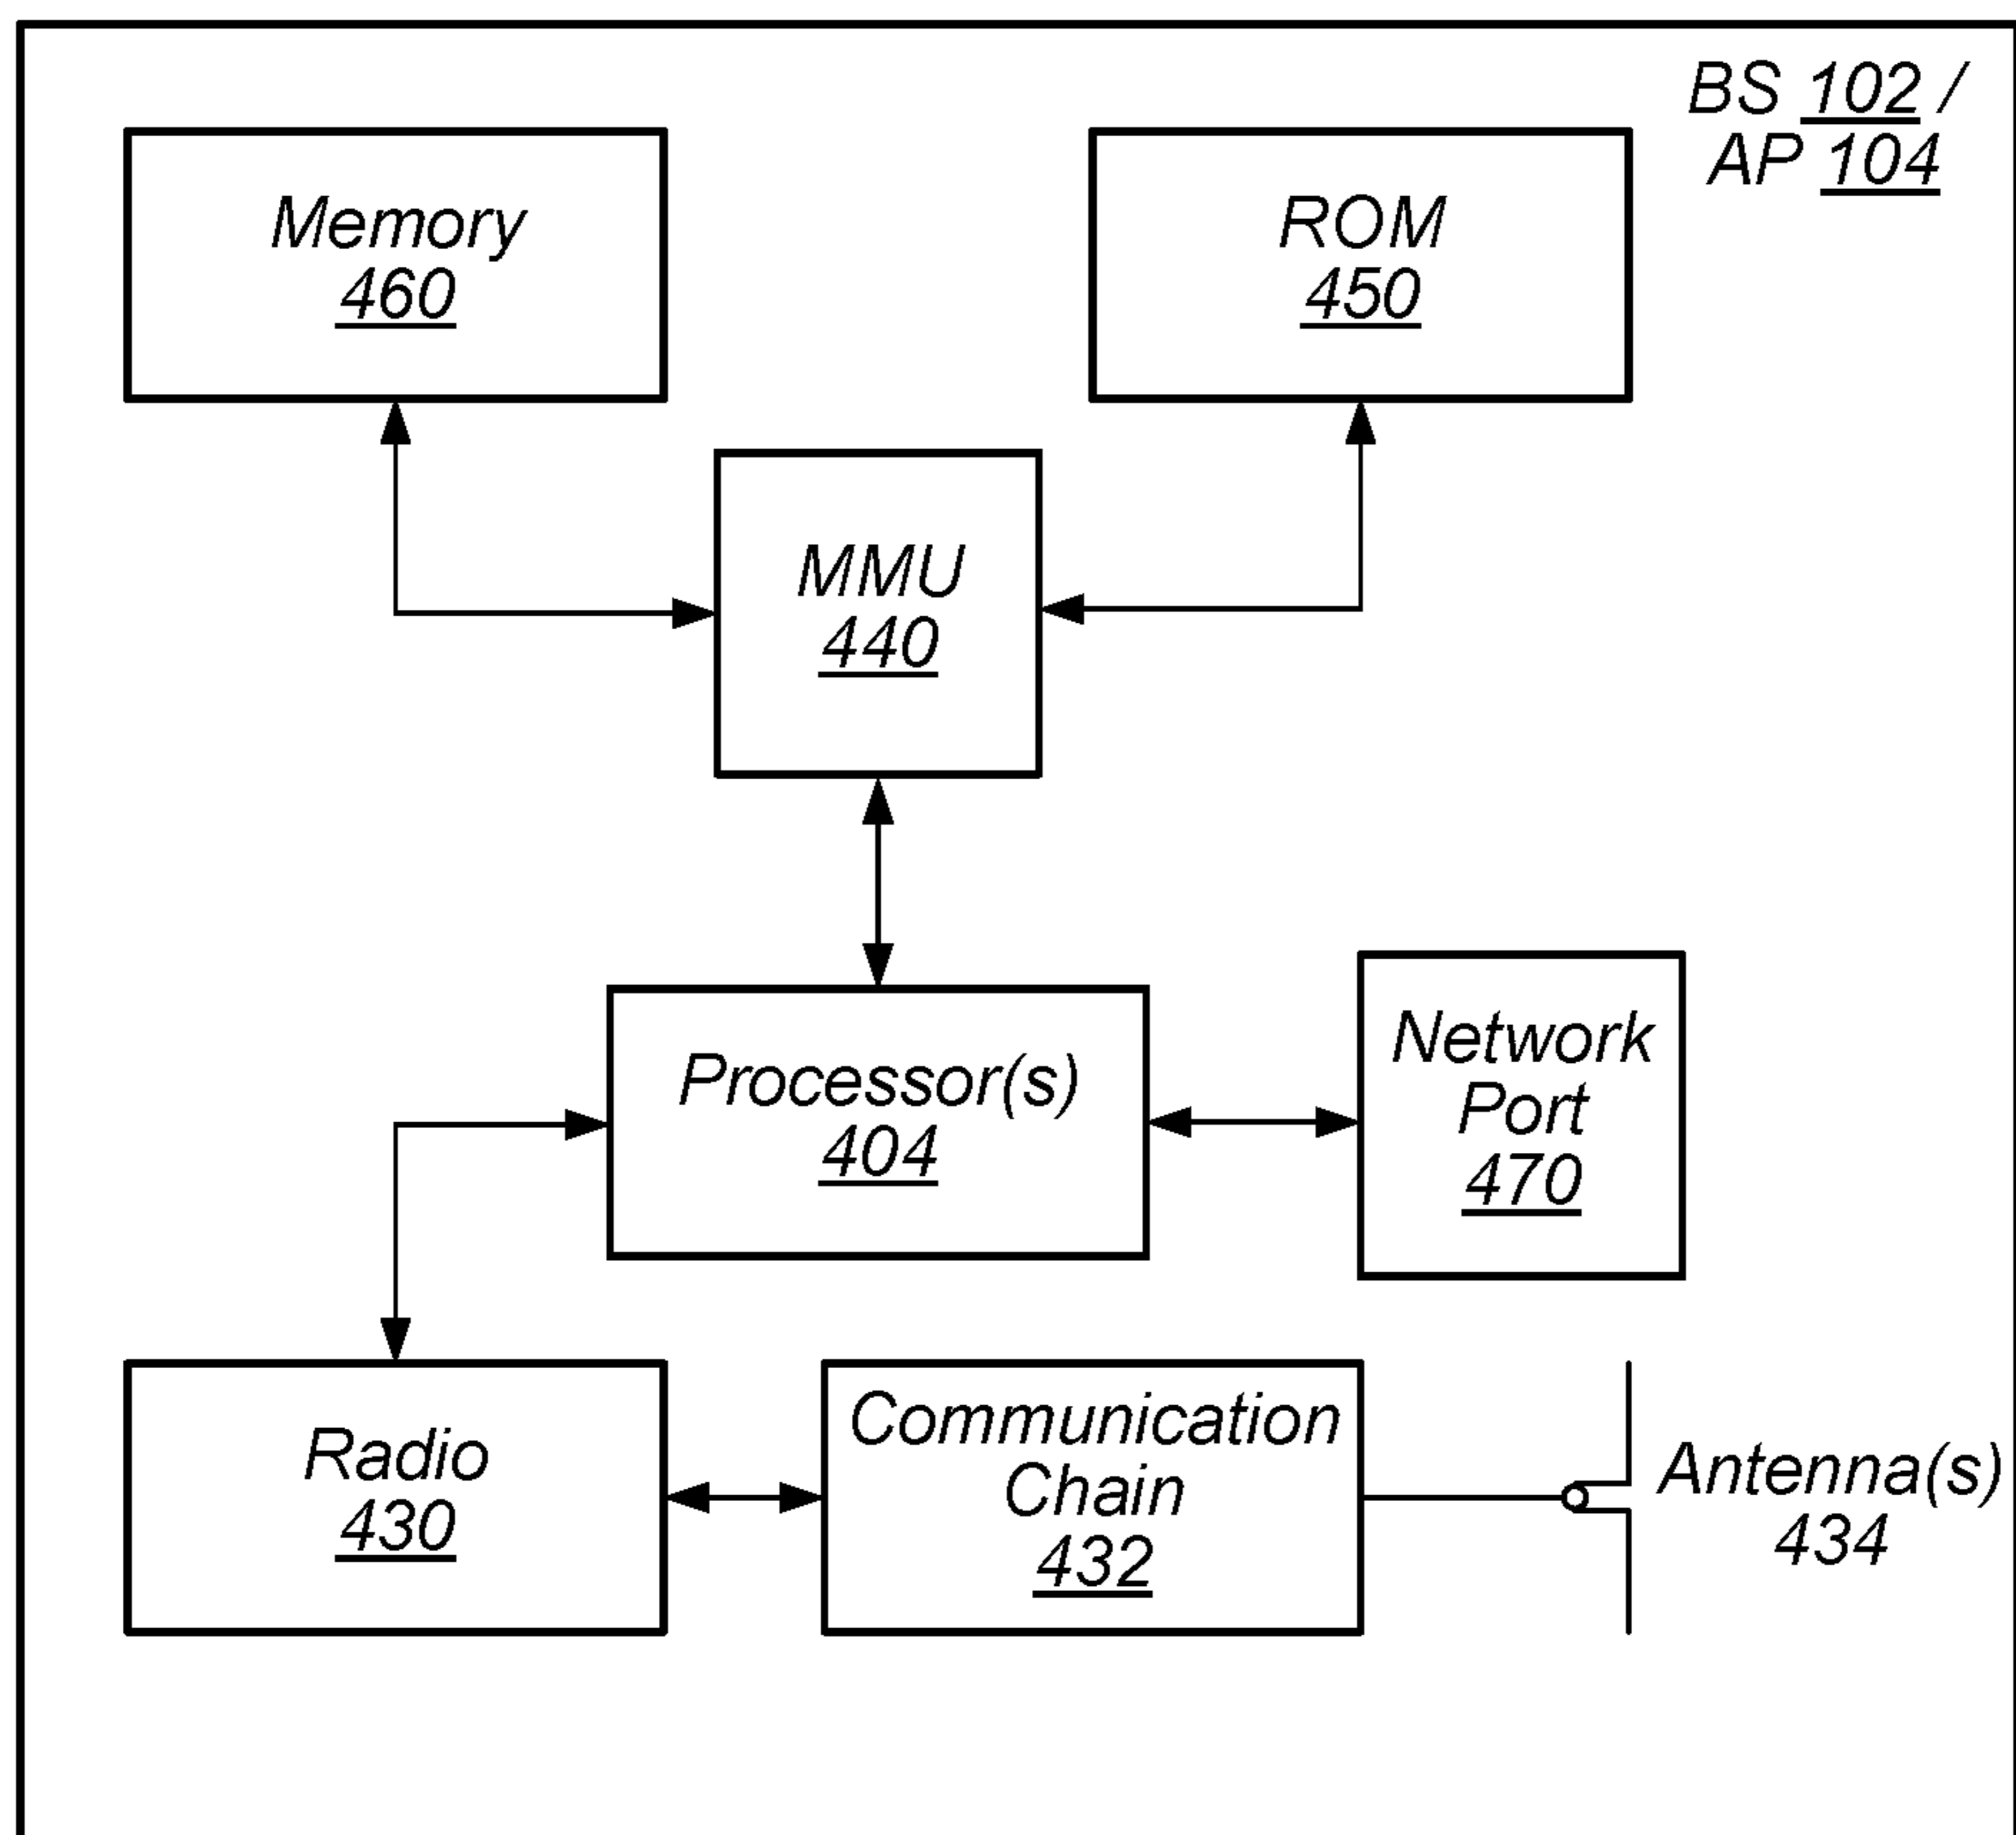 BS 102 /
AP 104
Memory
460
ROM
450
MMU
440
Processor(s)
404
Network
Port
470
Radio
430
Communication
Chain
432
Antenna(s)
434